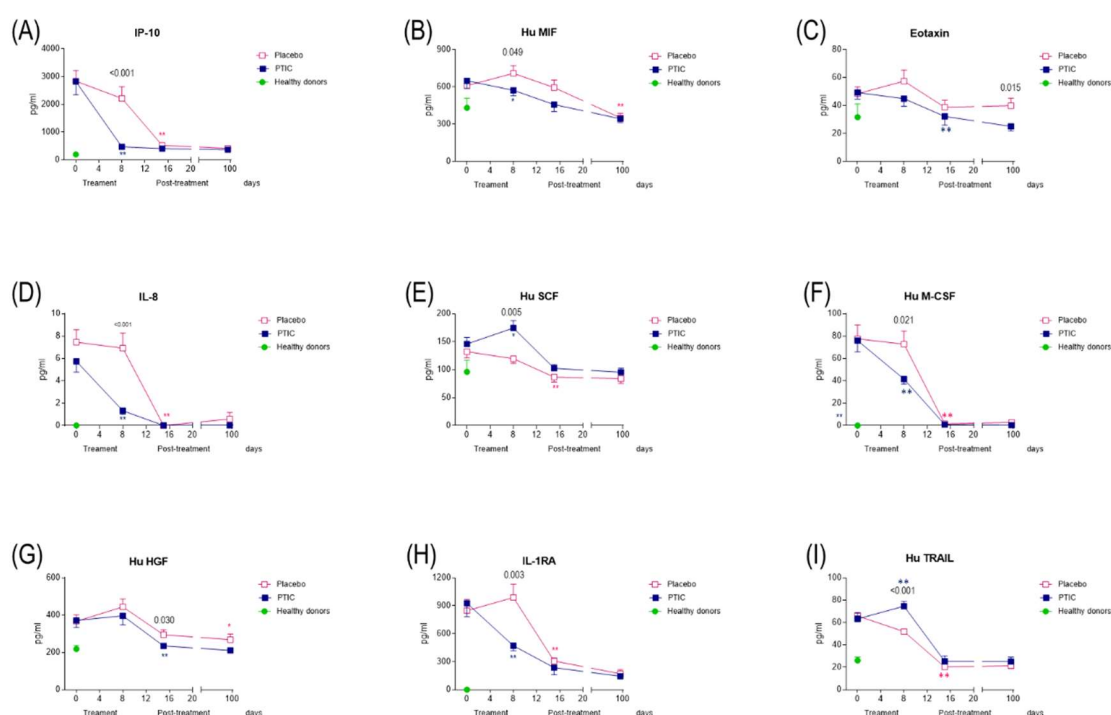 (A)
IP-10
pg/ml
4000
3000
2000
1000
0
<0.001
**
**
Placebo
PTIC
Healthy donors
0 4 8 12 16 20 100
Treament Post-treatment days
(B)
Hu MIF
pg/ml
900
600
300
0
0.049
*
**
Placebo
PTIC
Healthy donors
0 4 8 12 16 20 100
Treament Post-treatment days
(C)
Eotaxin
pg/ml
80
60
40
20
0
0.015
**
Placebo
PTIC
Healthy donors
0 4 8 12 16 20 100
Treament Post-treatment days
(D)
IL-8
pg/ml
10
8
6
4
2
0
<0.001
**
**
Placebo
PTIC
Healthy donors
0 4 8 12 16 20 100
Treament Post-treatment days
(E)
Hu SCF
pg/ml
200
150
100
50
0
0.005
*
**
Placebo
PTIC
Healthy donors
0 4 8 12 16 20 100
Treament Post-treatment days
(F)
Hu M-CSF
pg/ml
100
80
60
40
20
0
0.021
**
**
**
Placebo
PTIC
Healthy donors
0 4 8 12 16 20 100
Treament Post-treatment days
(G)
Hu HGF
pg/ml
600
400
200
0
0.030
**
*
Placebo
PTIC
Healthy donors
0 4 8 12 16 20 100
Treament Post-treatment days
(H)
IL-1RA
pg/ml
1200
900
600
300
0
0.003
**
**
Placebo
PTIC
Healthy donors
0 4 8 12 16 20 100
Treament Post-treatment days
(I)
Hu TRAIL
pg/ml
100
80
60
40
20
0
**
<0.001
**
Placebo
PTIC
Healthy donors
0 4 8 12 16 20 100
Treament Post-treatment days